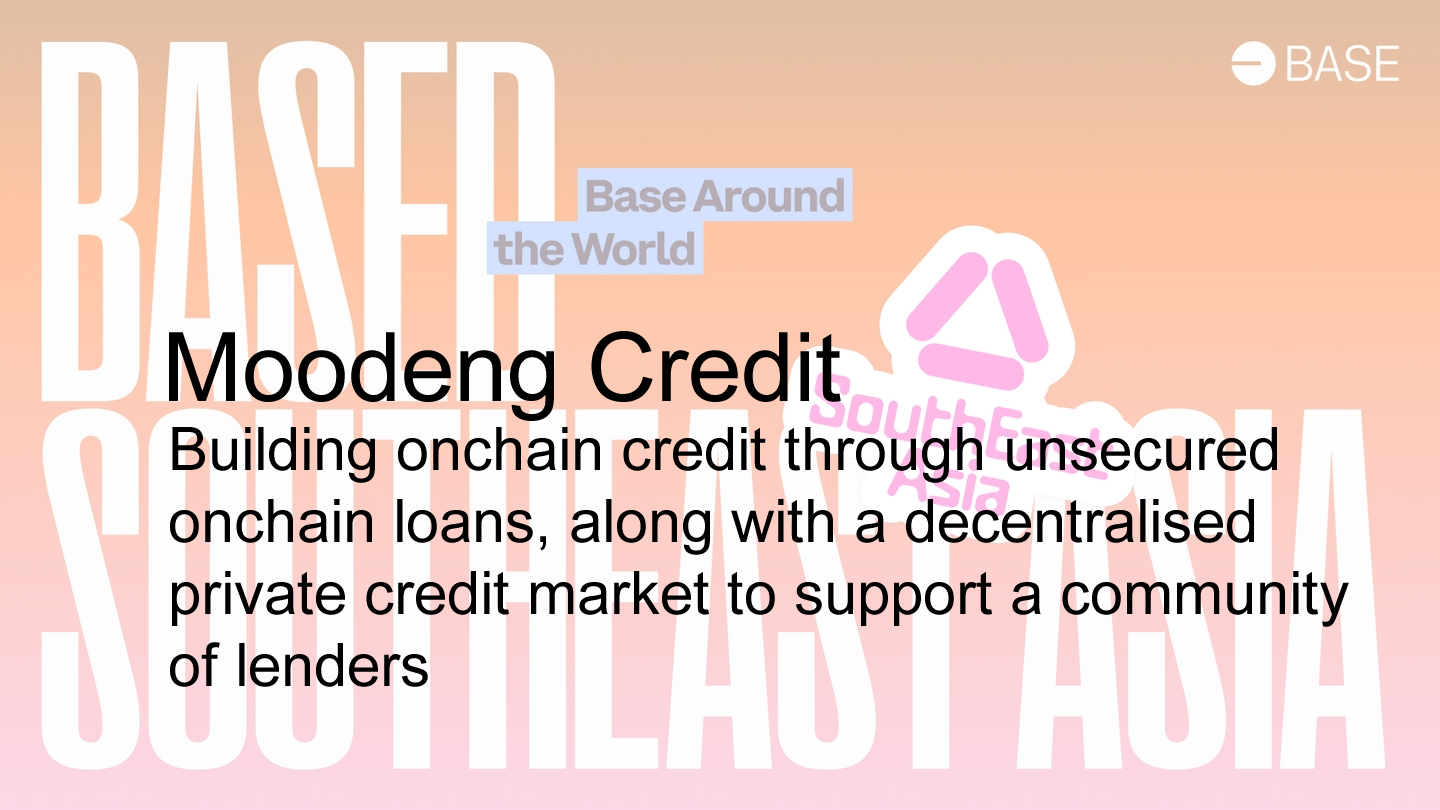 BASED
BASE
Base Around
the World
Moodeng Credit
SouthEast
Asia
SOUTHEAST ASIA
Building onchain credit through unsecured
onchain loans, along with a decentralised
private credit market to support a community
of lenders